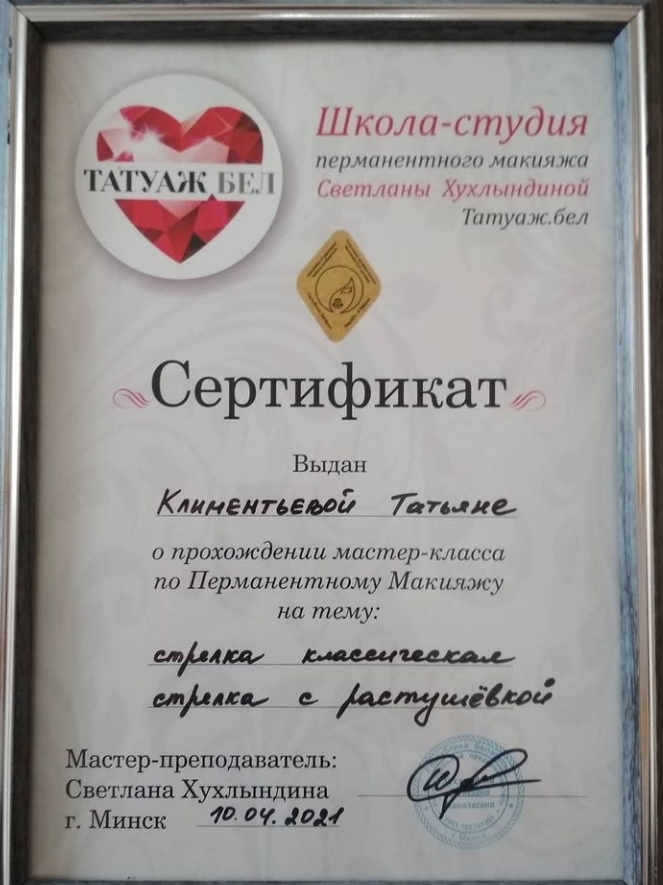 ТАТУАЖ БЕЛ
Школа-студия
перманентного макияжа
Светланы Хухлындиной
Татуаж.бел
Сертификат
Выдан
Климентьевой Татьяне
о прохождении мастер-класса
по Перманентному Макияжу
на тему:
стрелка классическая
стрелка с растушёвкой
Мастер-преподаватель:
Светлана Хухлындина
г. Минск 10.04.2021